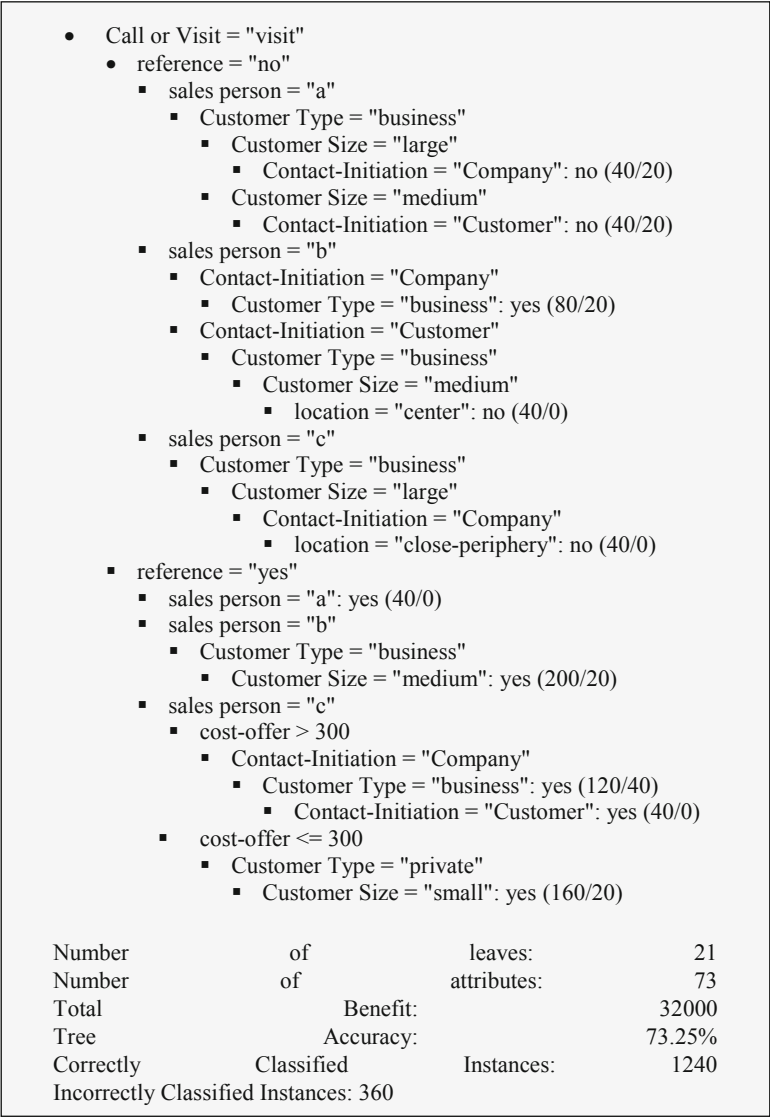 • Call or Visit = "visit"
• reference = "no"
▪ sales person = "a"
▪ Customer Type = "business"
▪ Customer Size = "large"
▪ Contact-Initiation = "Company": no (40/20)
▪ Customer Size = "medium"
▪ Contact-Initiation = "Customer": no (40/20)
▪ sales person = "b"
▪ Contact-Initiation = "Company"
▪ Customer Type = "business": yes (80/20)
▪ Contact-Initiation = "Customer"
▪ Customer Type = "business"
▪ Customer Size = "medium"
▪ location = "center": no (40/0)
▪ sales person = "c"
▪ Customer Type = "business"
▪ Customer Size = "large"
▪ Contact-Initiation = "Company"
▪ location = "close-periphery": no (40/0)
▪ reference = "yes"
▪ sales person = "a": yes (40/0)
▪ sales person = "b"
▪ Customer Type = "business"
▪ Customer Size = "medium": yes (200/20)
▪ sales person = "c"
▪ cost-offer > 300
▪ Contact-Initiation = "Company"
▪ Customer Type = "business": yes (120/40)
▪ Contact-Initiation = "Customer": yes (40/0)
▪ cost-offer <= 300
▪ Customer Type = "private"
▪ Customer Size = "small": yes (160/20)
Number of leaves: 21
Number of attributes: 73
Total Benefit: 32000
Tree Accuracy: 73.25%
Correctly Classified Instances: 1240
Incorrectly Classified Instances: 360